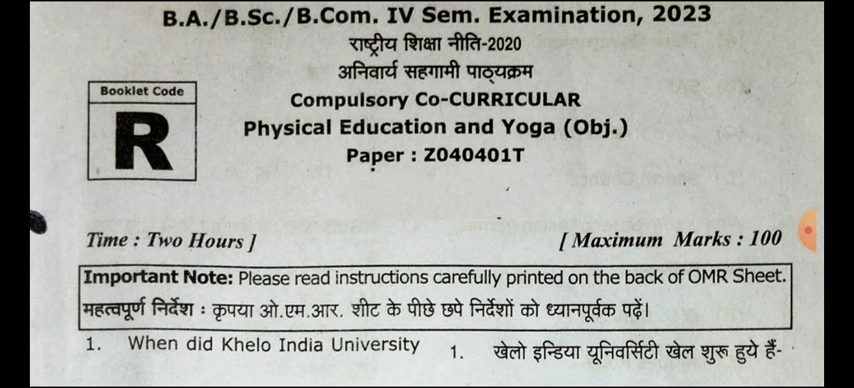 B.A./B.Sc./B.Com. IV Sem. Examination, 2023
राष्ट्रीय शिक्षा नीति-2020
अनिवार्य सहगामी पाठ्यक्रम
Booklet Code
R
Compulsory Co-CURRICULAR
Physical Education and Yoga (Obj.)
Paper : Z040401T
Time : Two Hours ]
[ Maximum Marks : 100
Important Note: Please read instructions carefully printed on the back of OMR Sheet.
महत्वपूर्ण निर्देश : कृपया ओ.एम.आर. शीट के पीछे छपे निर्देशों को ध्यानपूर्वक पढ़ें।
1. When did Khelo India University
1. खेलो इन्डिया यूनिवर्सिटी खेल शुरू हुये हैं-